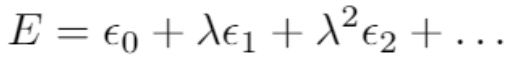 E = ϵ₀ + λϵ₁ + λ²ϵ₂ + …